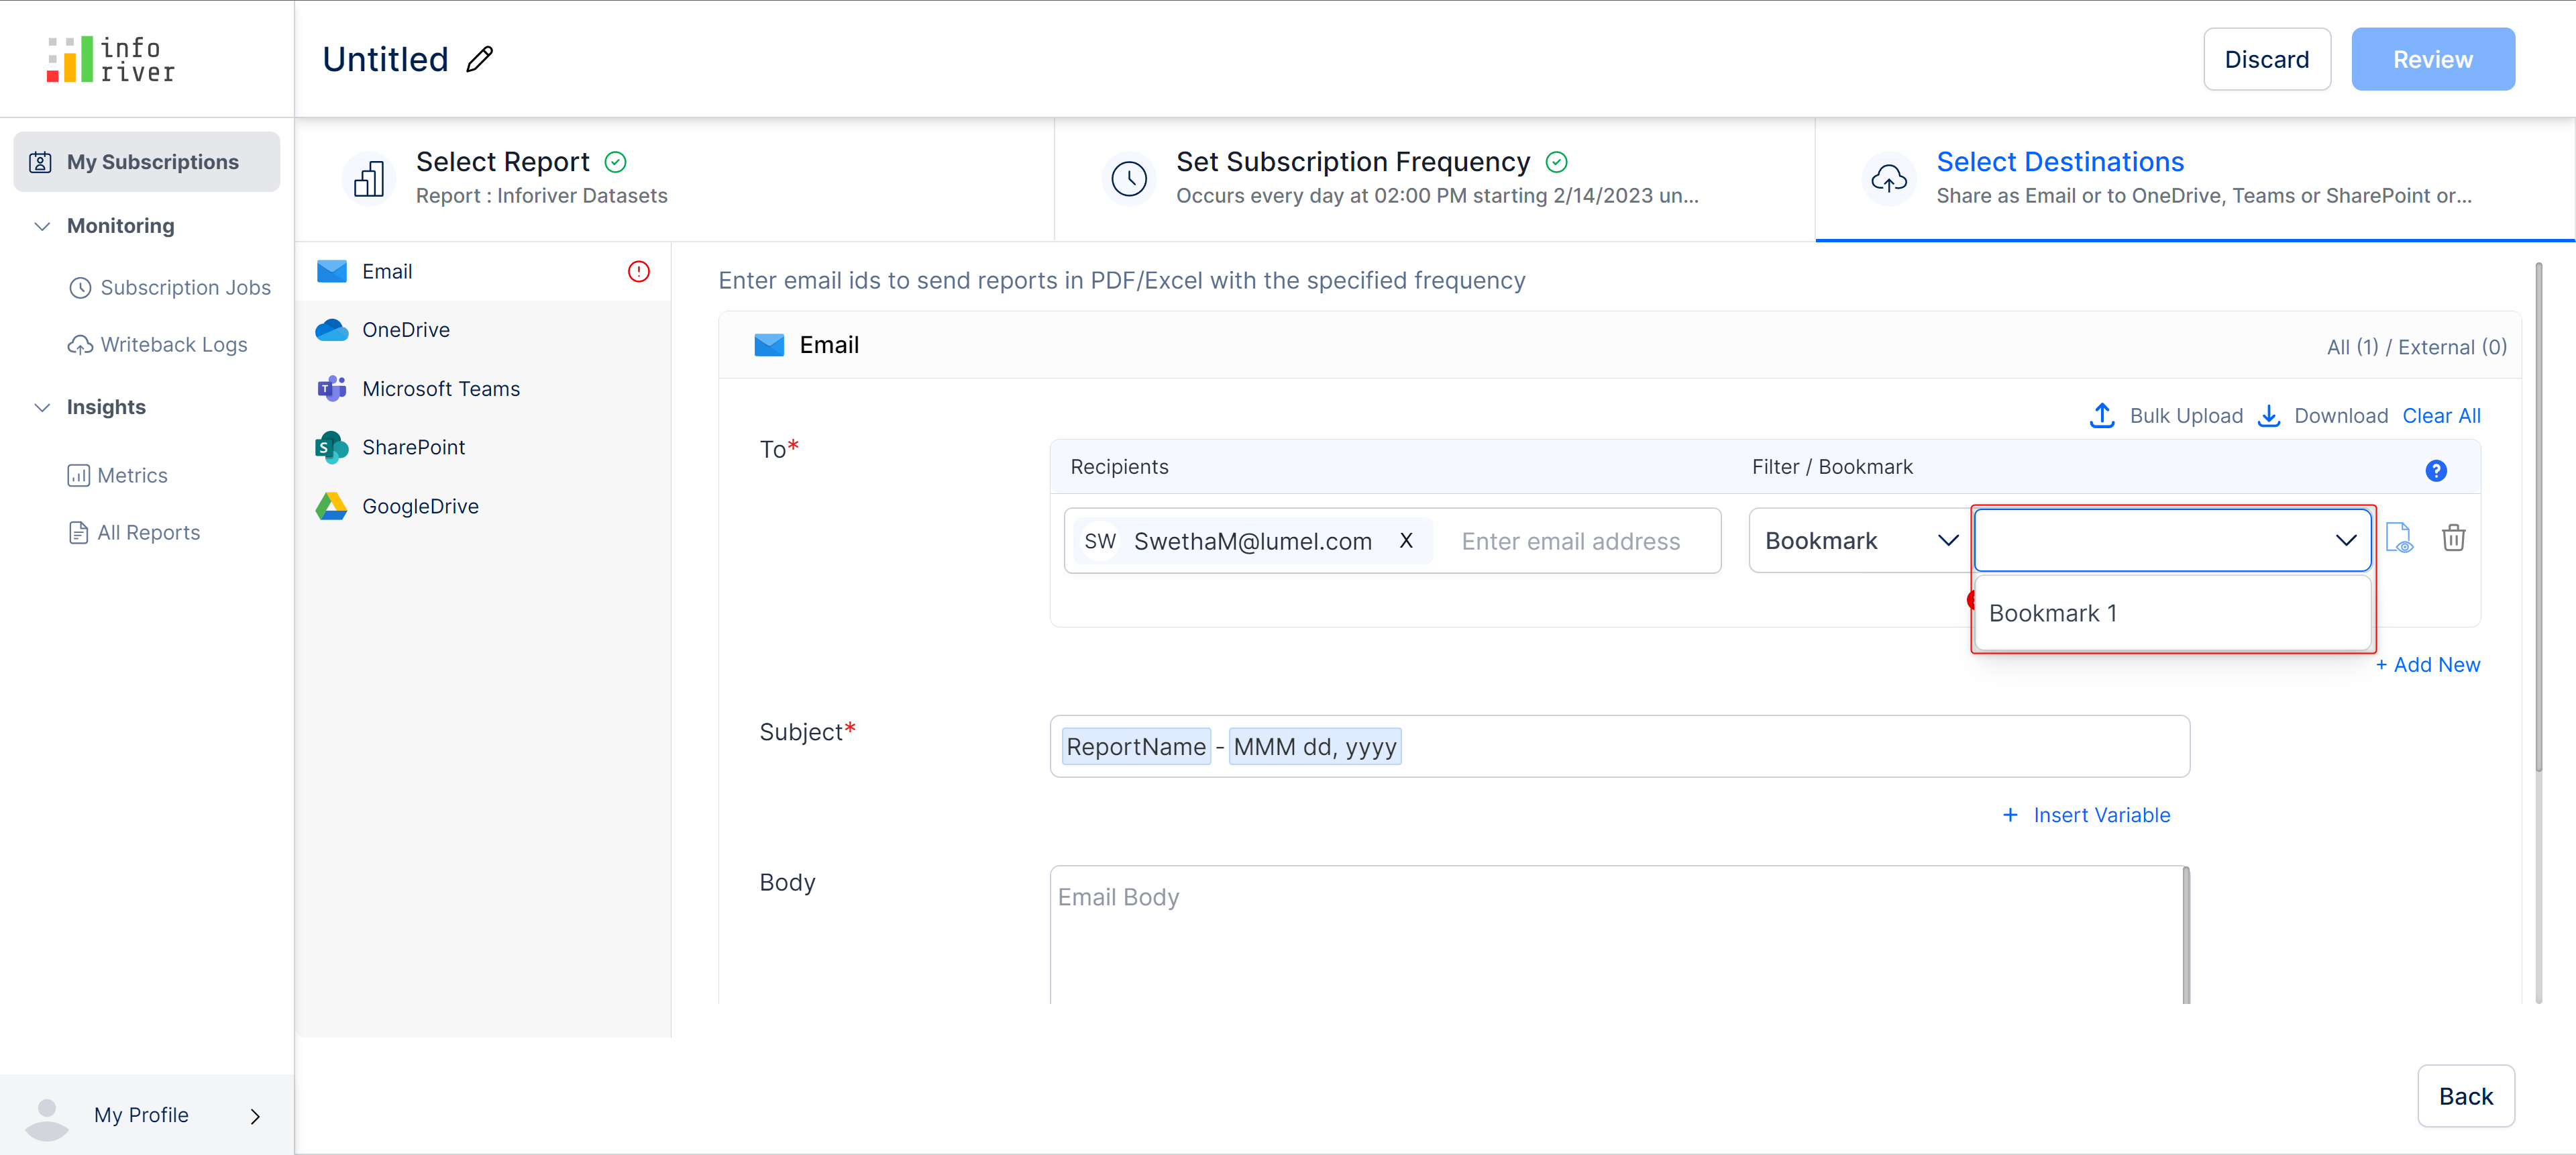 info
river
Untitled
Discard
Review
My Subscriptions
Monitoring
Subscription Jobs
Writeback Logs
Insights
Metrics
All Reports
My Profile
Select Report
Report : Inforiver Datasets
Set Subscription Frequency
Occurs every day at 02:00 PM starting 2/14/2023 un...
Select Destinations
Share as Email or to OneDrive, Teams or SharePoint or...
Email
OneDrive
Microsoft Teams
SharePoint
GoogleDrive
Enter email ids to send reports in PDF/Excel with the specified frequency
Email
All (1) / External (0)
Bulk Upload
Download
Clear All
To*
Recipients
Filter / Bookmark
?
SW SwethaM@lumel.com X
Enter email address
Bookmark
Bookmark 1
+ Add New
Subject*
ReportName - MMM dd, yyyy
+ Insert Variable
Body
Email Body
Back